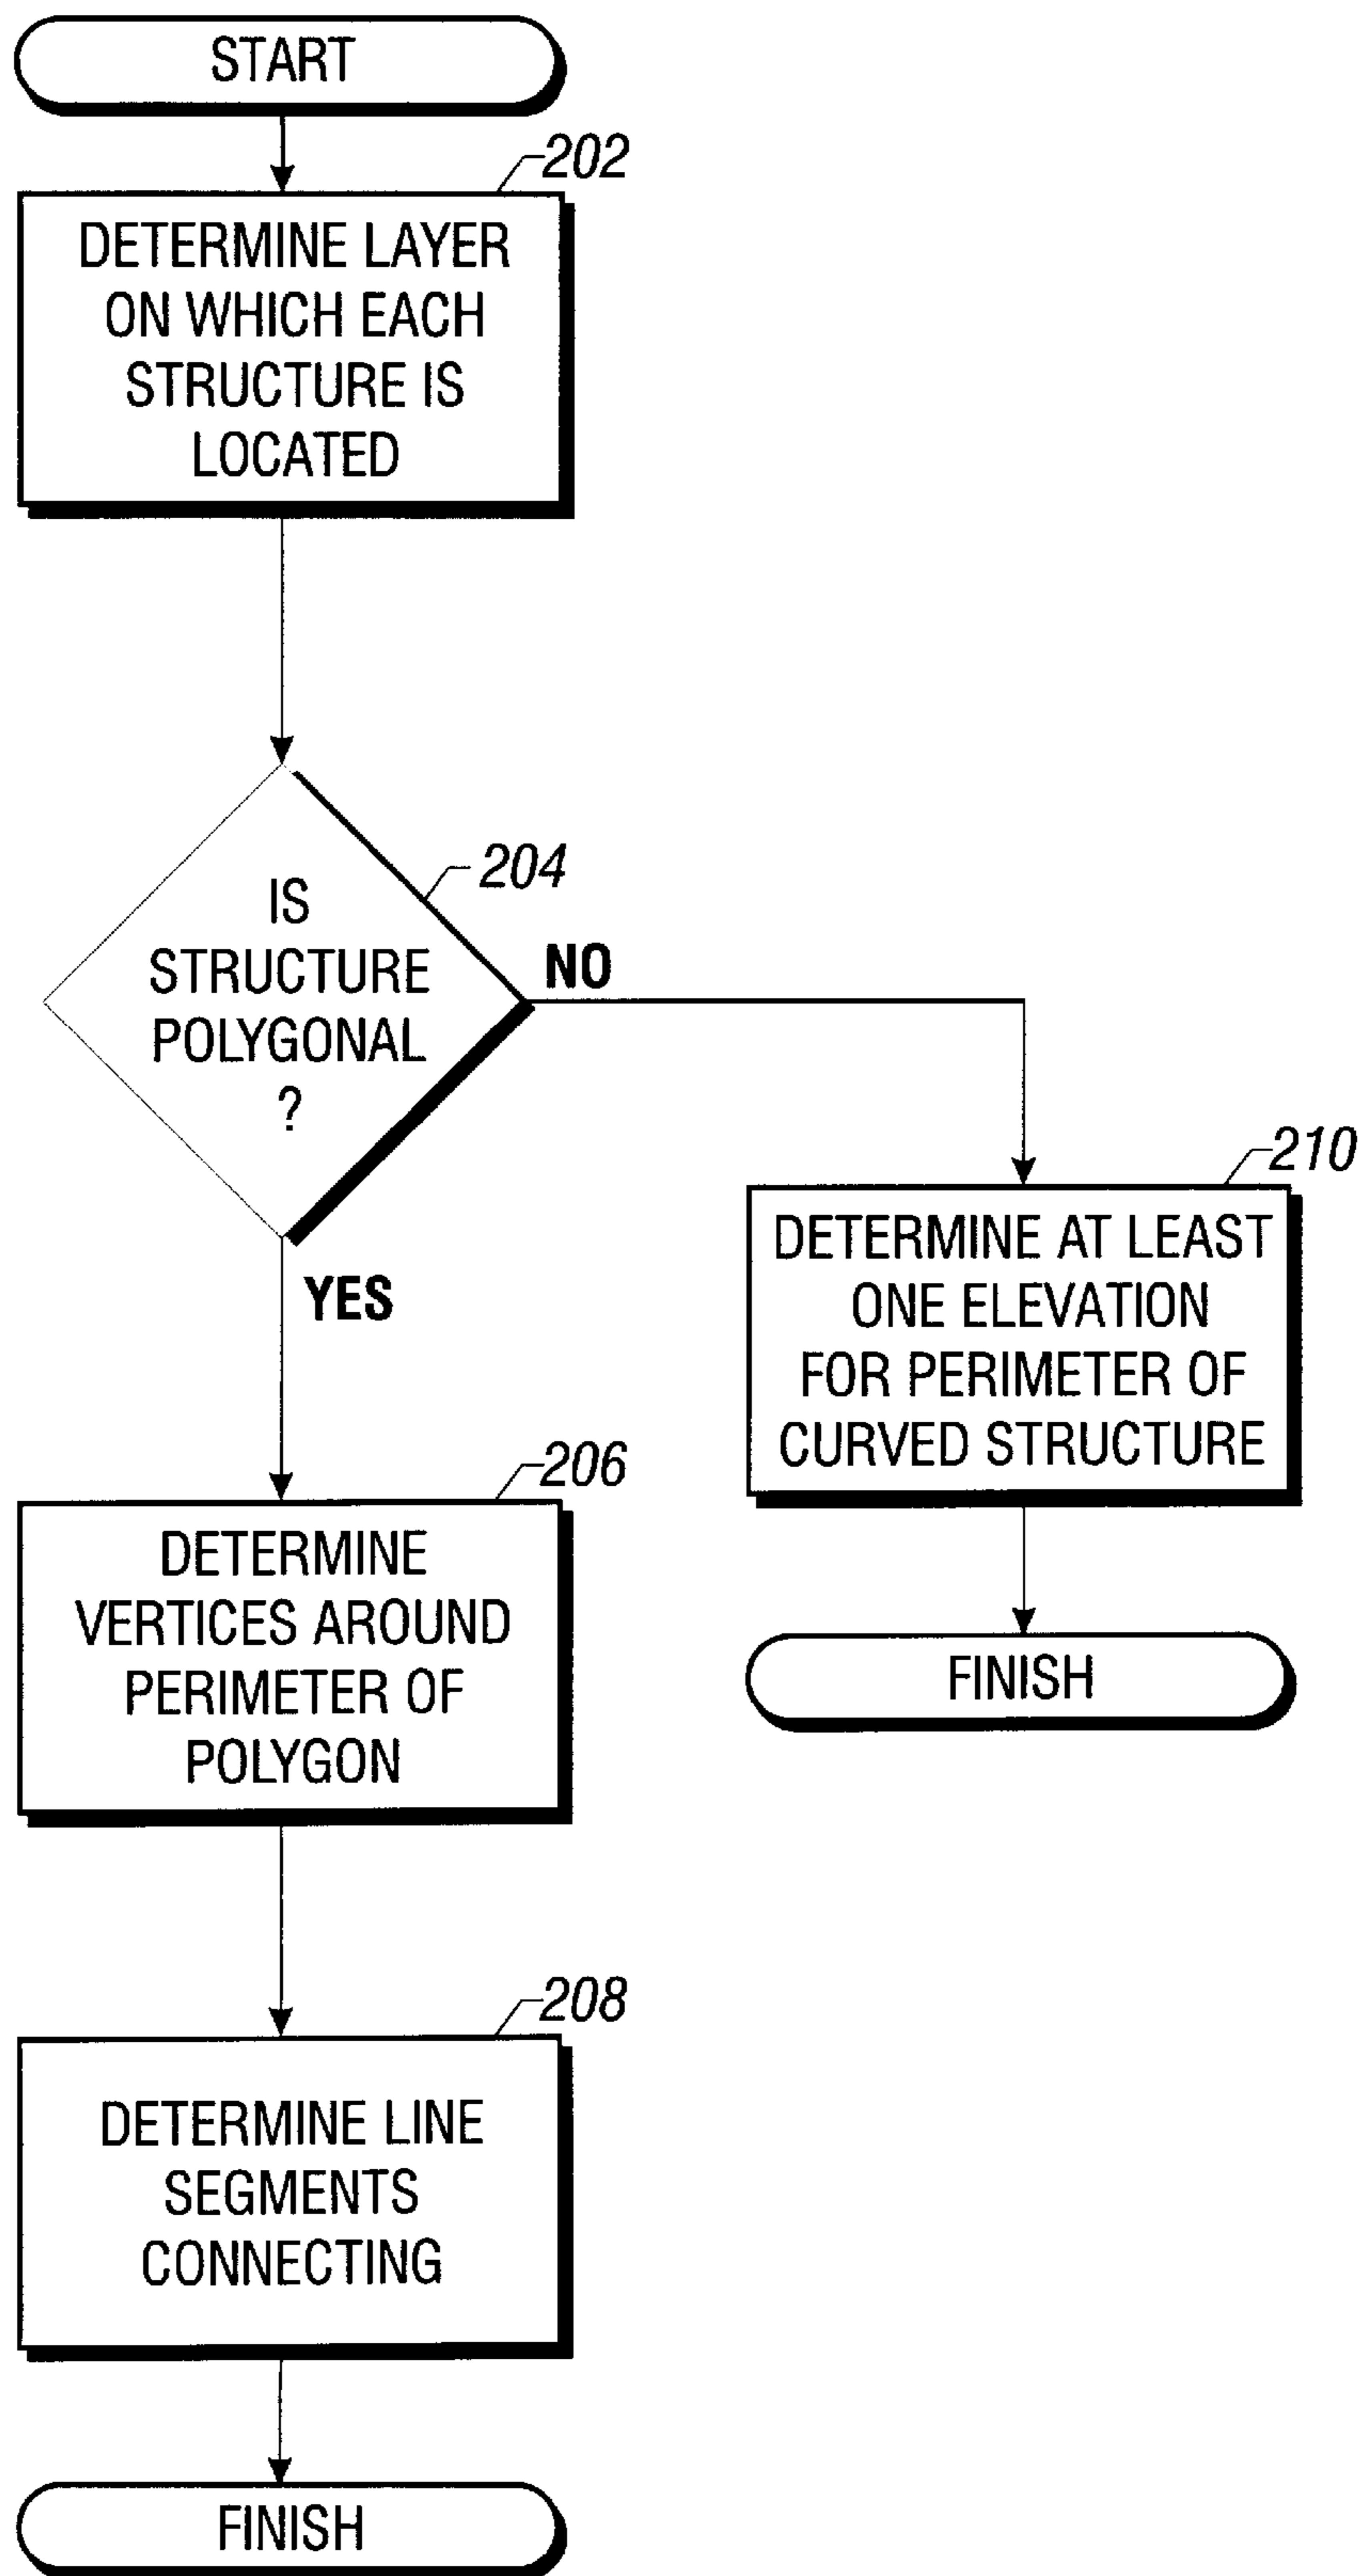 START
202
DETERMINE LAYER
ON WHICH EACH
STRUCTURE IS
LOCATED
204
IS
STRUCTURE
POLYGONAL
?
NO
YES
210
DETERMINE AT LEAST
ONE ELEVATION
FOR PERIMETER OF
CURVED STRUCTURE
FINISH
206
DETERMINE
VERTICES AROUND
PERIMETER OF
POLYGON
208
DETERMINE LINE
SEGMENTS
CONNECTING
FINISH